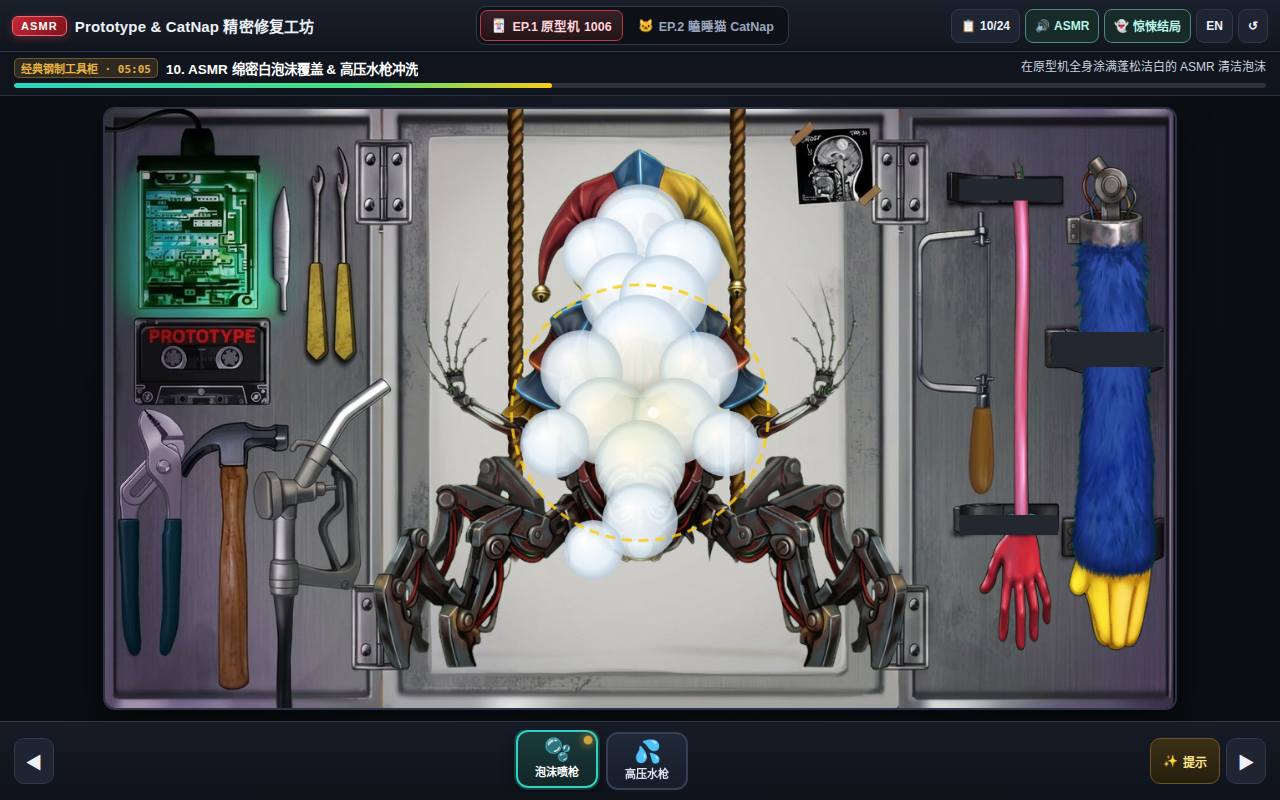 ASMR
Prototype & CatNap 精密修复工坊
🃏 EP.1 原型机 1006
🐱 EP.2 瞌睡猫 CatNap
📋 10/24
🔊 ASMR
👻 惊悚结局
EN
↺
经典钢制工具柜 · 05:05
10. ASMR 绵密白泡沫覆盖 & 高压水枪冲洗
在原型机全身涂满蓬松洁白的 ASMR 清洁泡沫
PROTOTYPE
◀
泡沫喷枪
高压水枪
✨ 提示
▶